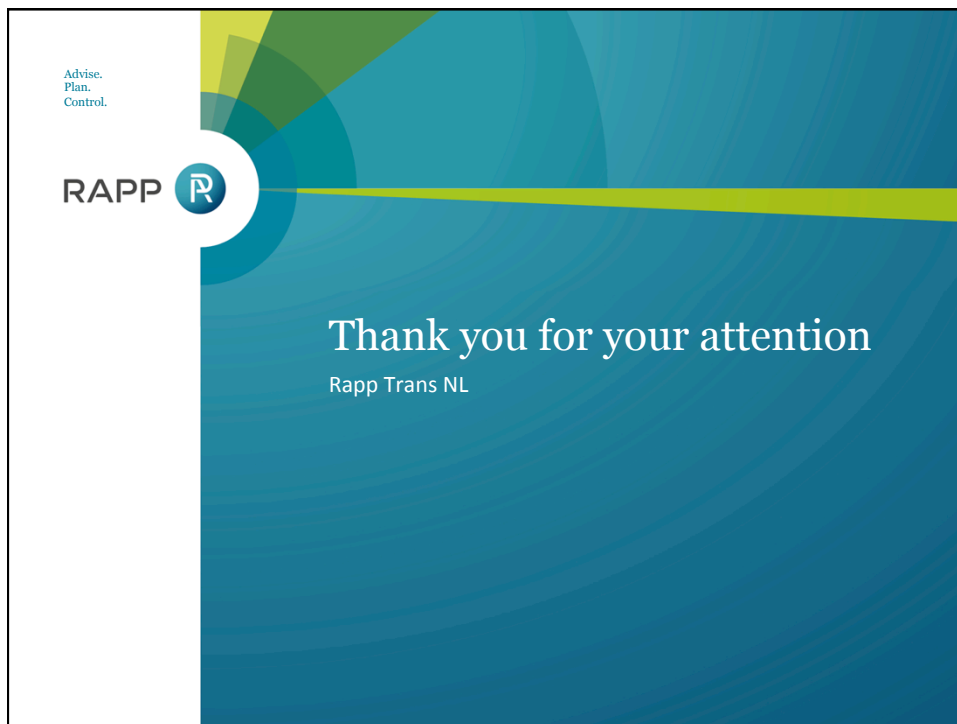 Advise.
Plan.
Control.
RAPP R
Thank you for your attention
Rapp Trans NL